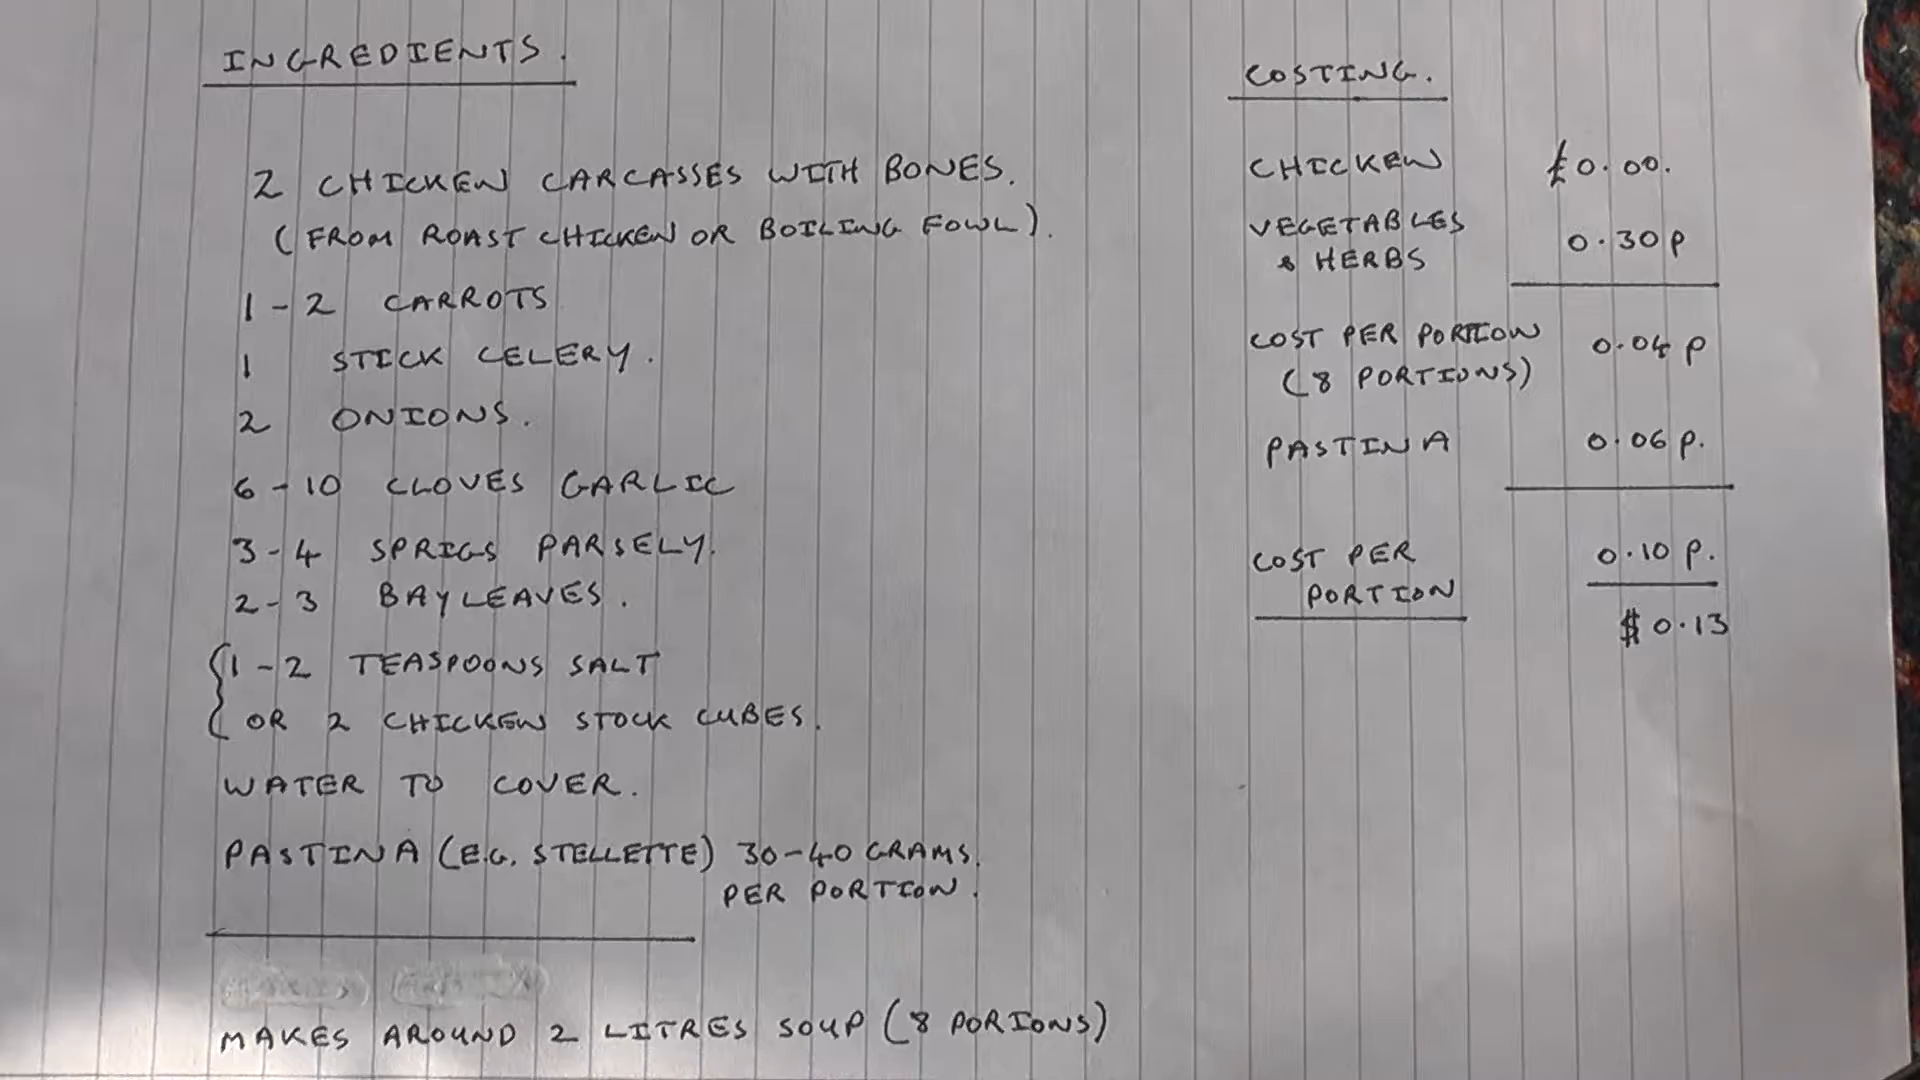 INGREDIENTS.
2 CHICKEN CARCASSES WITH BONES.
(FROM ROAST CHICKEN OR BOILING FOWL).
1-2 CARROTS
1 STICK CELERY.
2 ONIONS.
6-10 CLOVES GARLIC
3-4 SPRIGS PARSELY.
2-3 BAYLEAVES.
1-2 TEASPOONS SALT
OR 2 CHICKEN STOCK CUBES.
WATER TO COVER.
PASTINA (E.G. STELLETTE) 30-40 GRAMS.
PER PORTION.
MAKES AROUND 2 LITRES SOUP (8 PORIONS)
COSTING.
CHICKEN £0.00.
VEGETABLES
& HERBS 0.30p
COST PER PORTION 0.04p
(8 PORTIONS)
PASTINA 0.06p.
COST PER 0.10p.
PORTION
$0.13